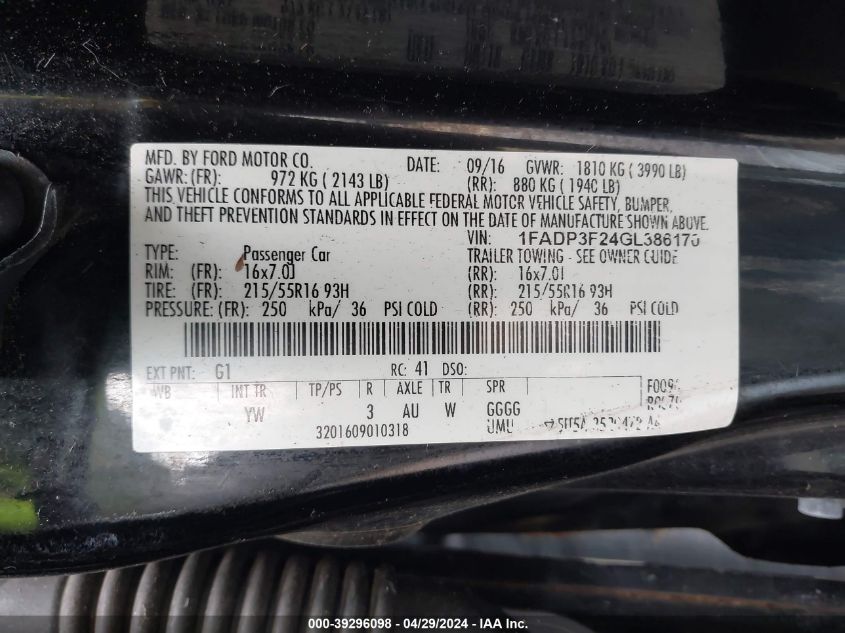 MFD. BY FORD MOTOR CO. DATE: 09/16 GVWR: 1810 KG ( 3990 LB)
GAWR:(FR): 972 KG ( 2143 LB) (RR): 880 KG ( 1940 LB)
THIS VEHICLE CONFORMS TO ALL APPLICABLE FEDERAL MOTOR VEHICLE SAFETY, BUMPER,
AND THEFT PREVENTION STANDARDS IN EFFECT ON THE DATE OF MANUFACTURE SHOWN ABOVE.
VIN: 1FADP3F24GL386170
TYPE: Passenger Car TRAILER TOWING - SEE OWNER GUIDE
RIM: (FR): 16x7.0J (RR): 16x7.0J
TIRE: (FR): 215/55R16 93H (RR): 215/55R16 93H
PRESSURE: (FR): 250 kPa/ 36 PSI COLD (RR): 250 kPa/ 36 PSI COLD
EXT PNT: G1 RC: 41 DSO:
WB INT TR TP/PS R AXLE TR SPR
YW 3 AU W GGGG
3201609010318 UMU
000-39296098 - 04/29/2024 - IAA Inc.